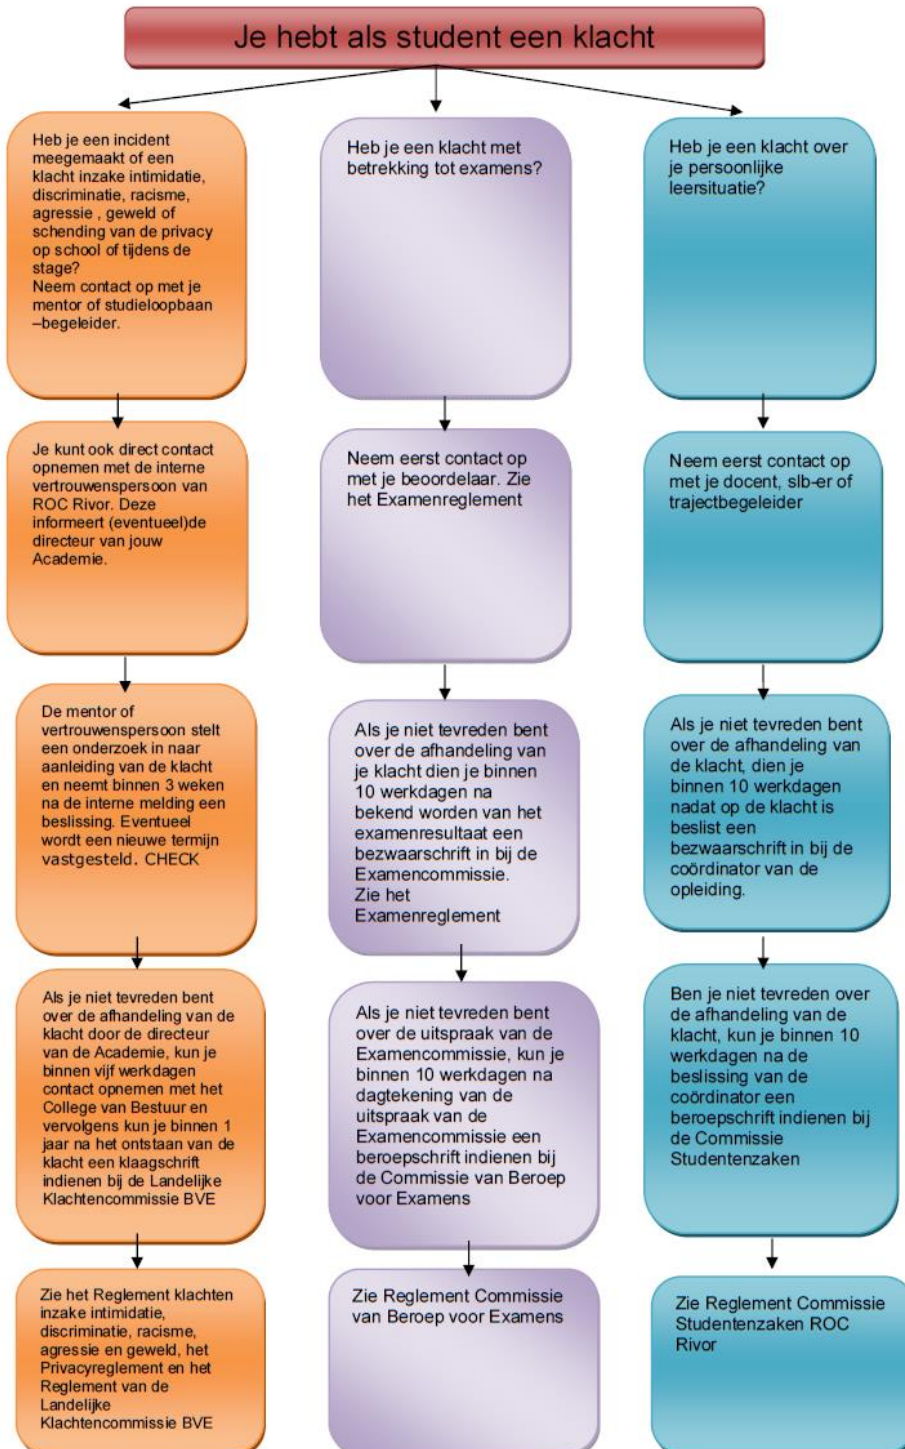 Je hebt als student een klacht
Heb je een incident
meegemaakt of een
klacht inzake intimidatie,
discriminatie, racisme,
agressie , geweld of
schending van de privacy
op school of tijdens de
stage?
Neem contact op met je
mentor of studieloopbaan
–begeleider.
Je kunt ook direct contact
opnemen met de interne
vertrouwenspersoon van
ROC Rivor. Deze
informeert (eventueel)de
directeur van jouw
Academie.
De mentor of
vertrouwenspersoon stelt
een onderzoek in naar
aanleiding van de klacht
en neemt binnen 3 weken
na de interne melding een
beslissing. Eventueel
wordt een nieuwe termijn
vastgesteld. CHECK
Als je niet tevreden bent
over de afhandeling van de
klacht door de directeur
van de Academie, kun je
binnen vijf werkdagen
contact opnemen met het
College van Bestuur en
vervolgens kun je binnen 1
jaar na het ontstaan van de
klacht een klaagschrift
indienen bij de Landelijke
Klachtencommissie BVE
Zie het Reglement klachten
inzake intimidatie,
discriminatie, racisme,
agressie en geweld, het
Privacyreglement en het
Reglement van de
Landelijke
Klachtencommissie BVE
Heb je een klacht met
betrekking tot examens?
Neem eerst contact op
met je beoordelaar. Zie
het Examenreglement
Als je niet tevreden bent
over de afhandeling van
je klacht dien je binnen
10 werkdagen na
bekend worden van het
examenresultaat een
bezwaarschrift in bij de
Examencommissie.
Zie het
Examenreglement
Als je niet tevreden bent
over de uitspraak van de
Examencommissie, kun je
binnen 10 werkdagen na
dagtekening van de
uitspraak van de
Examencommissie een
beroepschrift indienen bij
de Commissie van Beroep
voor Examens
Zie Reglement Commissie
van Beroep voor Examens
Heb je een klacht over
je persoonlijke
leersituatie?
Neem eerst contact op
met je docent, slb-er of
trajectbegeleider
Als je niet tevreden bent
over de afhandeling van
de klacht, dien je
binnen 10 werkdagen
nadat op de klacht is
beslist een
bezwaarschrift in bij de
coördinator van de
opleiding.
Ben je niet tevreden over
de afhandeling van de
klacht, kun je binnen 10
werkdagen na de
beslissing van de
coördinator een
beroepschrift indienen bij
de Commissie
Studentenzaken
Zie Reglement Commissie
Studentenzaken ROC
Rivor